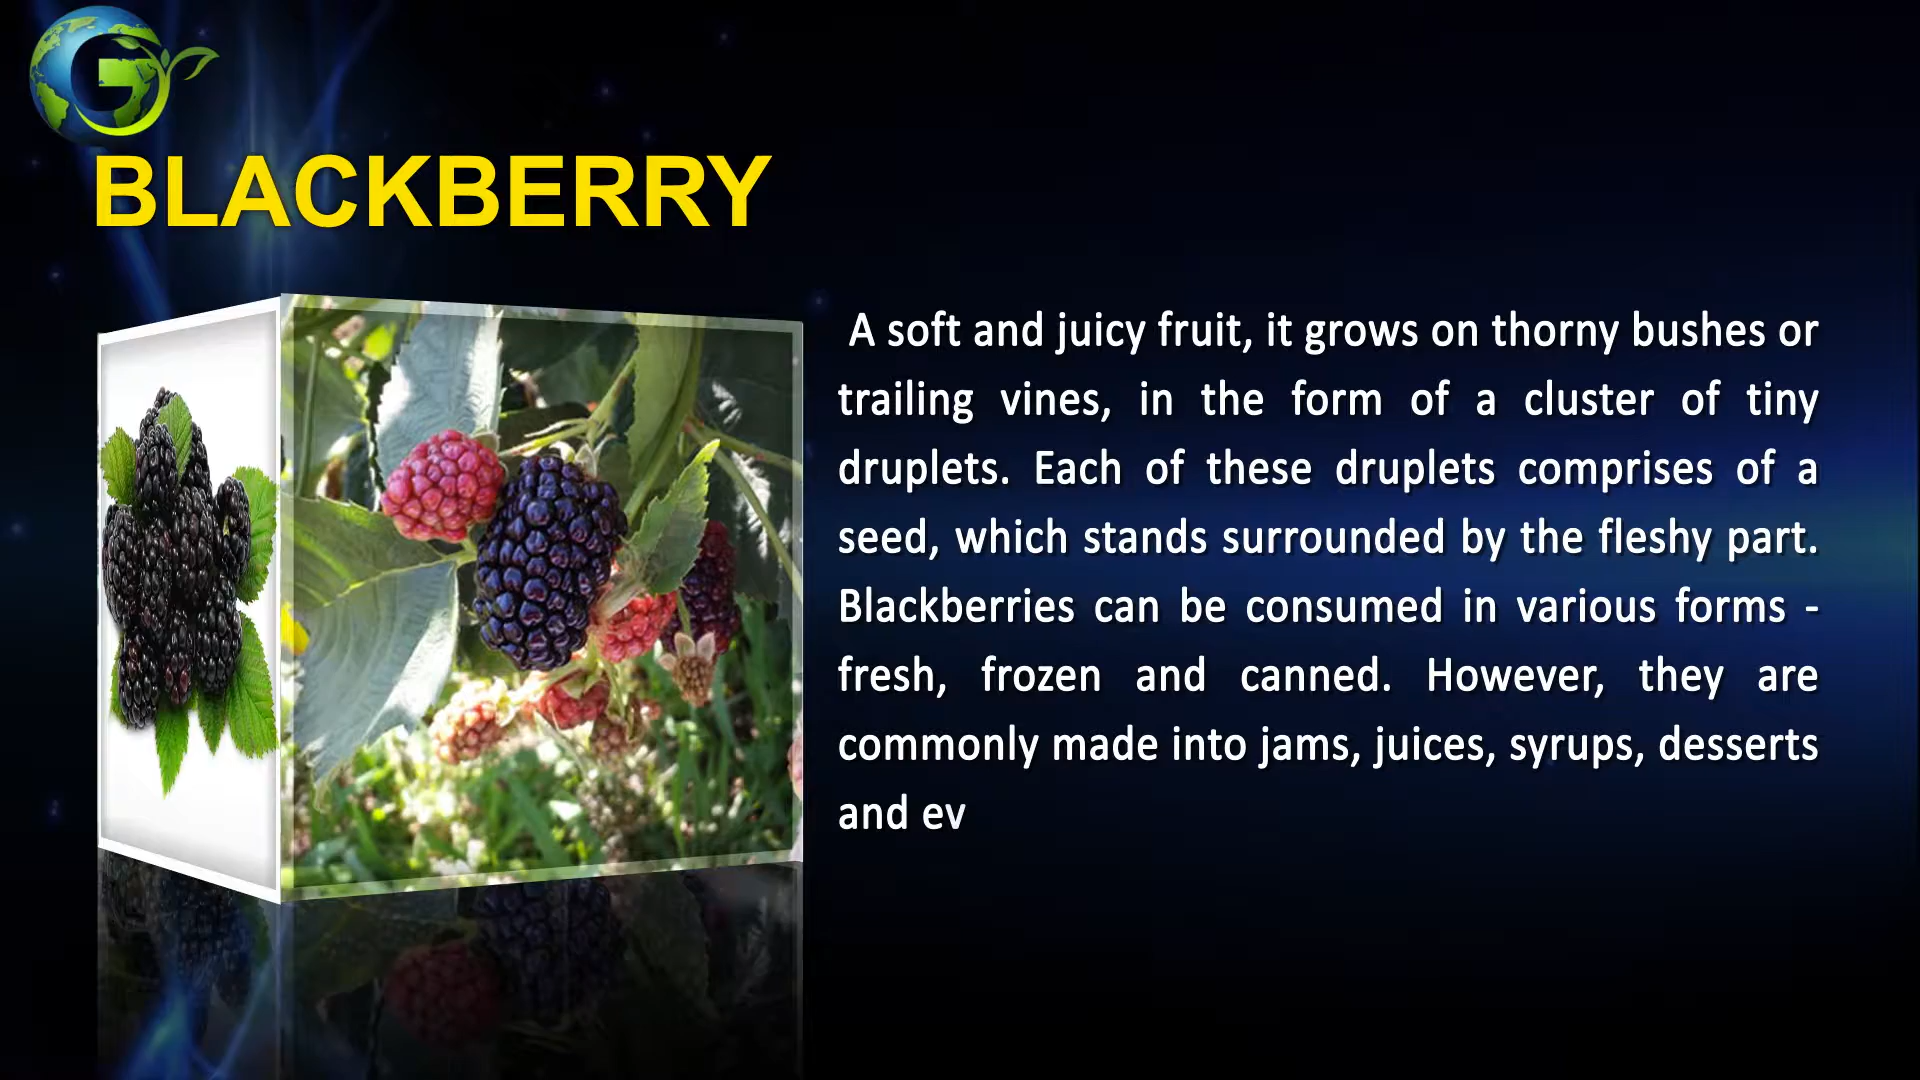 G
BLACKBERRY
A soft and juicy fruit, it grows on thorny bushes or
trailing vines, in the form of a cluster of tiny
druplets. Each of these druplets comprises of a
seed, which stands surrounded by the fleshy part.
Blackberries can be consumed in various forms -
fresh, frozen and canned. However, they are
commonly made into jams, juices, syrups, desserts
and ev